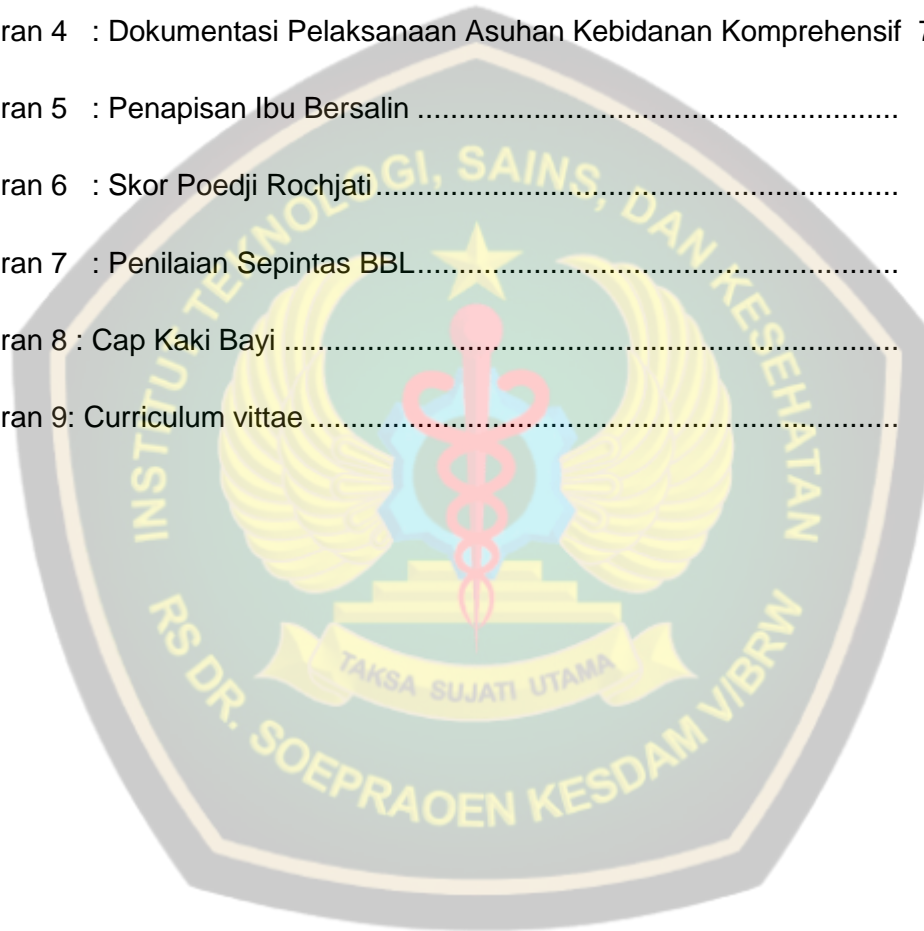 ran 4 : Dokumentasi Pelaksanaan Asuhan Kebidanan Komprehensif 7
ran 5 : Penapisan Ibu Bersalin ............................................................
ran 6 : Skor Poedji Rochjati .................................................................
ran 7 : Penilaian Sepintas BBL ............................................................
ran 8 : Cap Kaki Bayi ............................................................................
ran 9: Curriculum vittae .........................................................................
INSTITUT TEKNOLOGI, SAINS, DAN KESEHATAN
TAKSA SUJATI UTAMA
RS DR. SOEPRAOEN KESDAM V/BRW